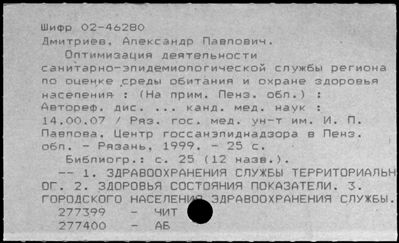 Шифр 02-46280
Дмитриев, Александр Павлович.
Оптимизация деятельности
санитарно-эпидемиологической службы региона
по оценке среды обитания и охране здоровья
населения : (На прим. Пенз. обл.) :
Автореф. дис. ... канд. мед. наук :
14.00.07 / Ряз. гос. мед. ун-т им. И. П.
Павлова, Центр госсанэпиднадзора в Пенз.
обл. - Рязань, 1999. - 25 с.
Библиогр.: с. 25 (12 назв.).
-- 1. ЗДРАВООХРАНЕНИЯ СЛУЖБЫ ТЕРРИТОРИАЛЬН
ОГ. 2. ЗДОРОВЬЯ СОСТОЯНИЯ ПОКАЗАТЕЛИ. 3.
ГОРОДСКОГО НАСЕЛЕНИЯ ЗДРАВООХРАНЕНИЯ СЛУЖБЫ.
277399 - ЧИТ
277400 - АБ